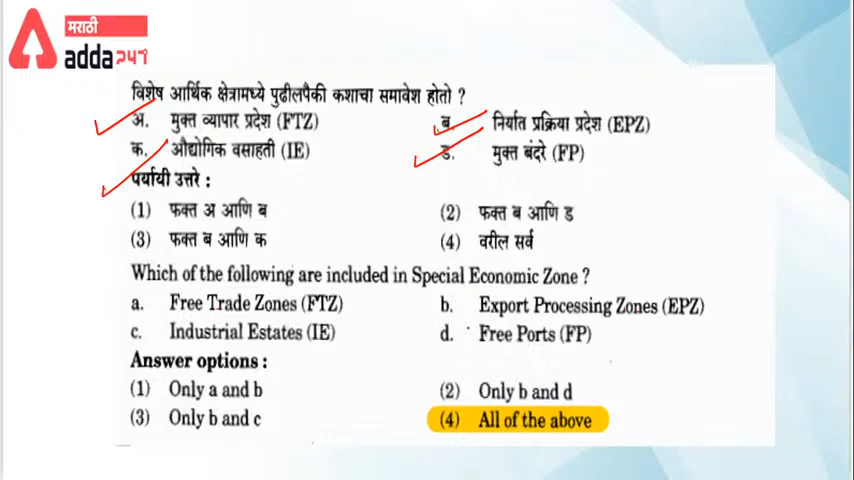 मराठी
adda247
विशेष आर्थिक क्षेत्रामध्ये पुढीलपैकी कशाचा समावेश होतो ?
अ. मुक्त व्यापार प्रदेश (FTZ) ब. निर्यात प्रक्रिया प्रदेश (EPZ)
क. औद्योगिक वसाहती (IE) ड. मुक्त बंदरे (FP)
पर्यायी उत्तरे :
(1) फक्त अ आणि ब (2) फक्त ब आणि ड
(3) फक्त ब आणि क (4) वरील सर्व
Which of the following are included in Special Economic Zone ?
a. Free Trade Zones (FTZ) b. Export Processing Zones (EPZ)
c. Industrial Estates (IE) d. Free Ports (FP)
Answer options :
(1) Only a and b (2) Only b and d
(3) Only b and c (4) All of the above